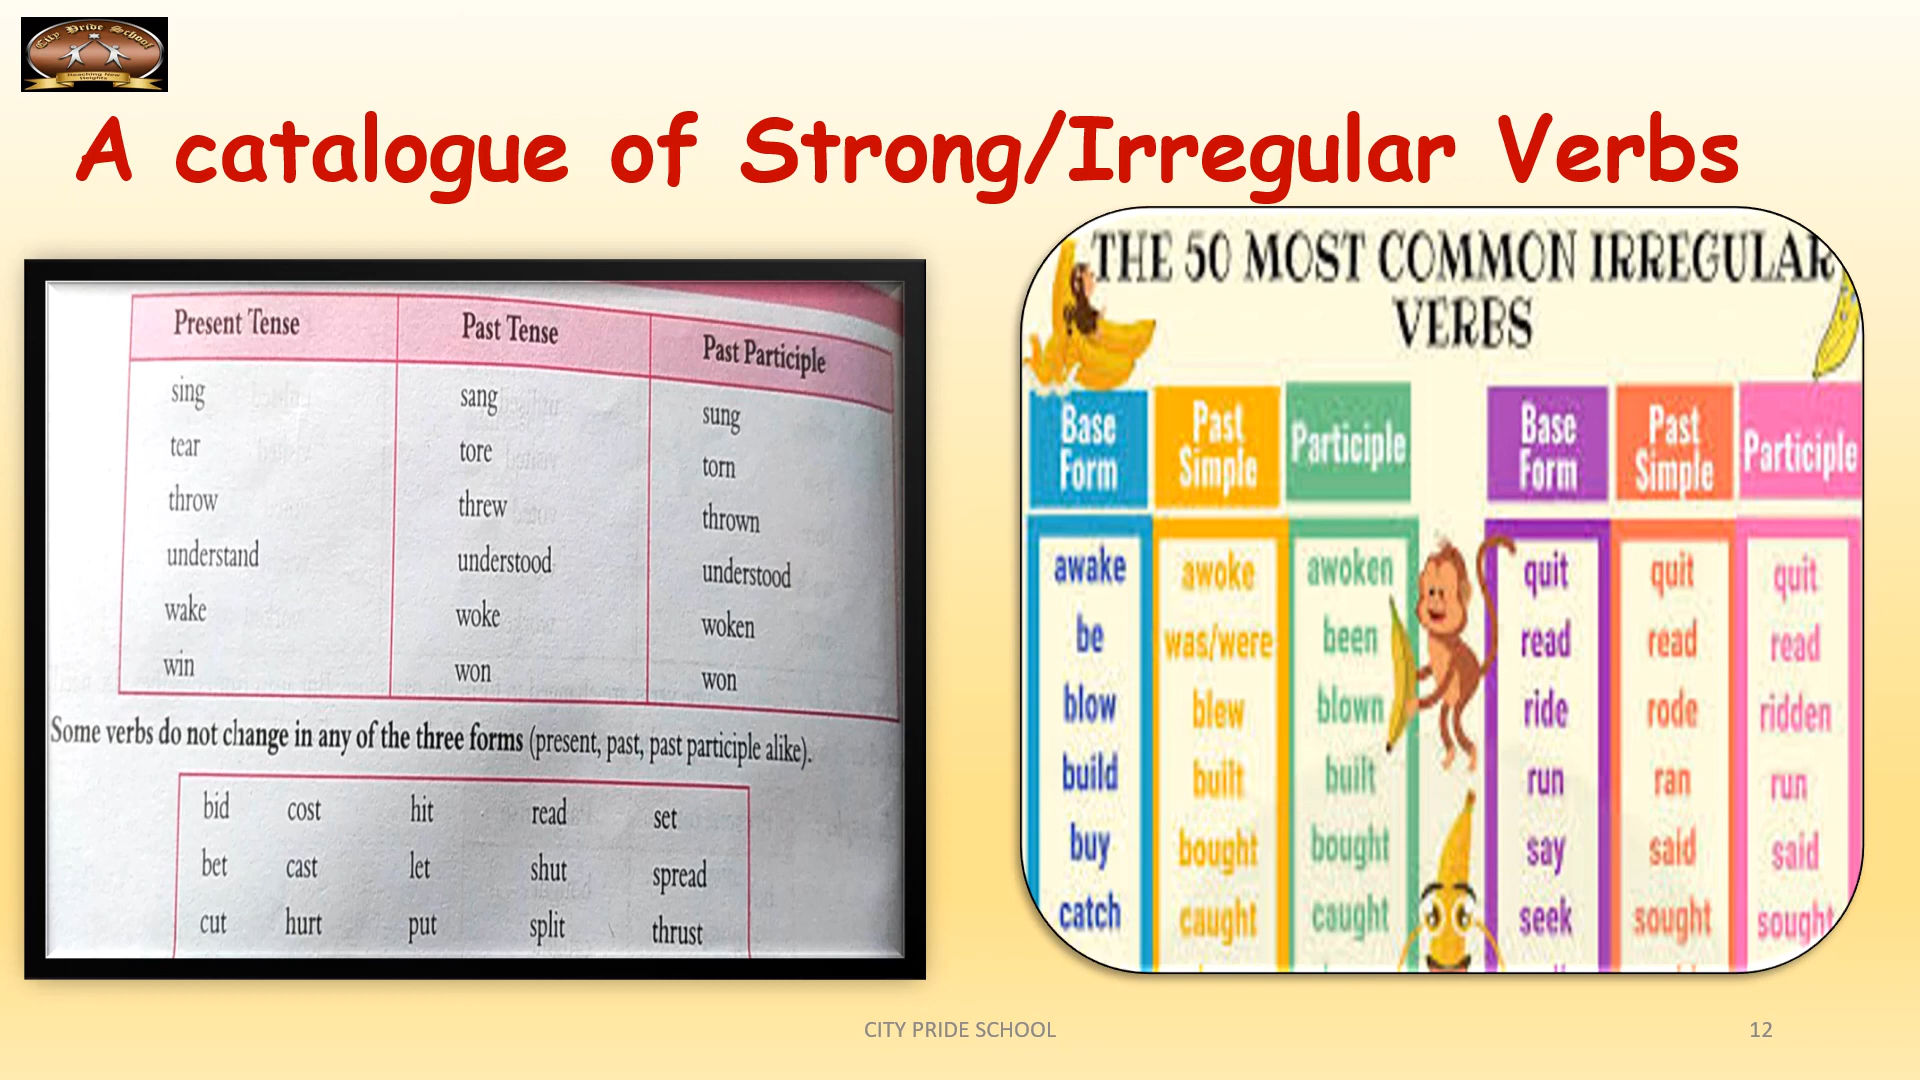 City Pride School
Reaching New
Heights
A catalogue of Strong/Irregular Verbs
Present Tense Past Tense Past Participle
sing sang sung
tear tore torn
throw threw thrown
understand understood understood
wake woke woken
win won won
Some verbs do not change in any of the three forms (present, past, past participle alike).
bid cost hit read set
bet cast let shut spread
cut hurt put split thrust
THE 50 MOST COMMON IRREGULAR
VERBS
Base Form Past Simple Participle Base Form Past Simple Participle
awake awoke awoken quit quit quit
be was/were been read read read
blow blew blown ride rode ridden
build built built run ran run
buy bought bought say said said
catch caught caught seek sought sought
CITY PRIDE SCHOOL
12